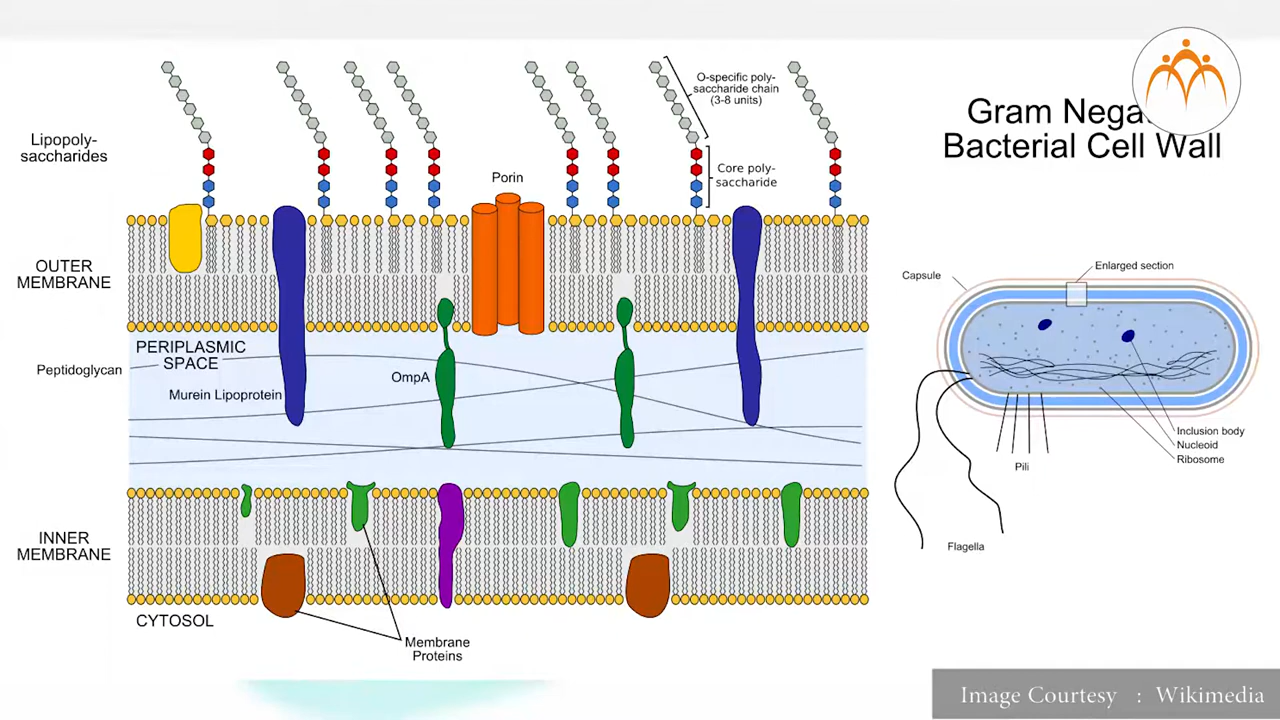 Gram Nega
Bacterial Cell Wall
O-specific poly-
saccharide chain
(3-8 units)
Lipopoly-
saccharides
Core poly-
saccharide
Porin
OUTER
MEMBRANE
PERIPLASMIC
SPACE
Peptidoglycan
OmpA
Murein Lipoprotein
INNER
MEMBRANE
CYTOSOL
Membrane
Proteins
Enlarged section
Capsule
Inclusion body
Nucleoid
Ribosome
Pili
Flagella
Image Courtesy : Wikimedia